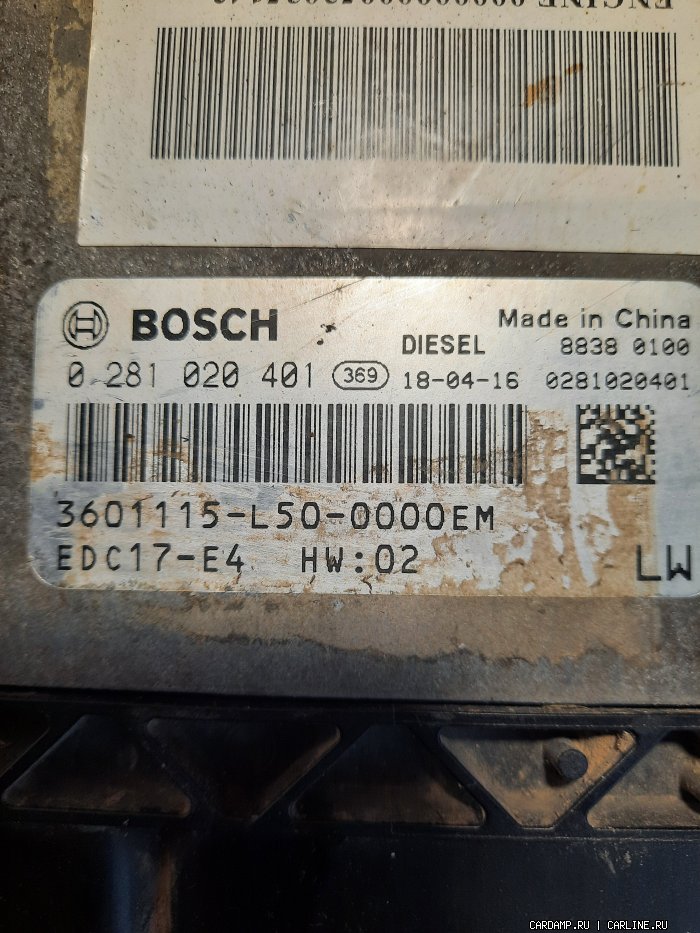 ENGINE
BOSCH
DIESEL
Made in China
8838 0100
0 281 020 401
369
18-04-16
0281020401
3601115-L50-0000EM
EDC17-E4 HW:02
LW
CARDAMP.RU | CARLINE.RU